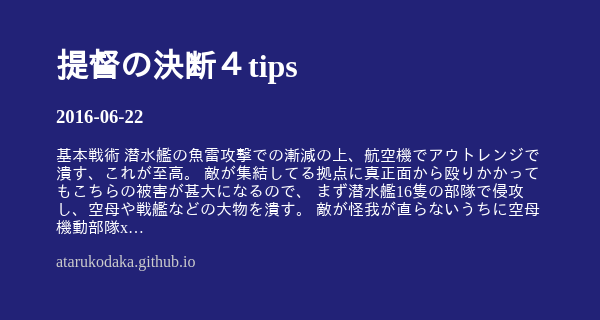 提督の決断４tips
2016-06-22
基本戦術 潜水艦の魚雷攻撃での漸減の上、航空機でアウトレンジで
潰す、これが至高。 敵が集結してる拠点に真正面から殴りかかって
もこちらの被害が甚大になるので、 まず潜水艦16隻の部隊で侵攻
し、空母や戦艦などの大物を潰す。 敵が怪我が直らないうちに空母
機動部隊x…
atarukodaka.github.io